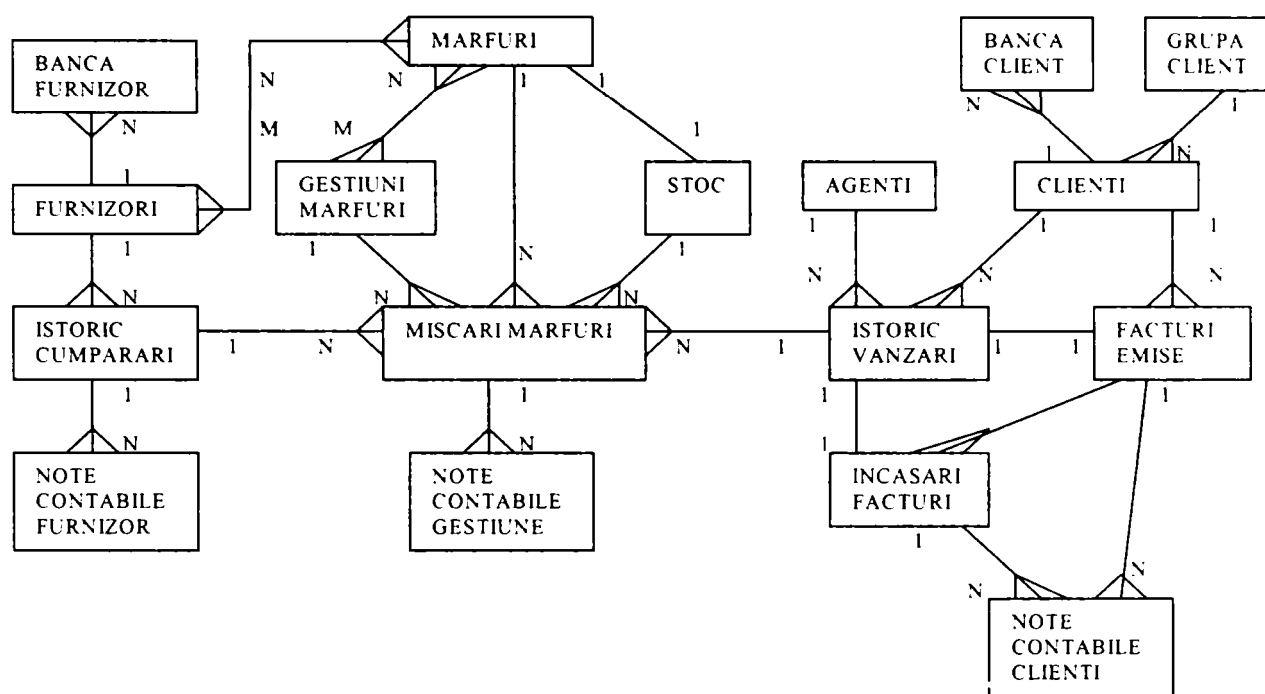 MARFURI
BANCA
FURNIZOR
BANCA
CLIENT
GRUPA
CLIENT
N
N
1
1
N
1
N
M
M
1
1
1
N
FURNIZORI
GESTIUNI
MARFURI
STOC
AGENTI
CLIENTI
1
1
1
1
1
1
N
N
N
N
N
N
N
N
ISTORIC
CUMPARARI
MISCARI MARFURI
ISTORIC
VANZARI
FACTURI
EMISE
1
N
N
1
1
1
1
1
1
1
N
N
1
NOTE
CONTABILE
FURNIZOR
NOTE
CONTABILE
GESTIUNE
INCASARI
FACTURI
1
N
N
NOTE
CONTABILE
CLIENTI